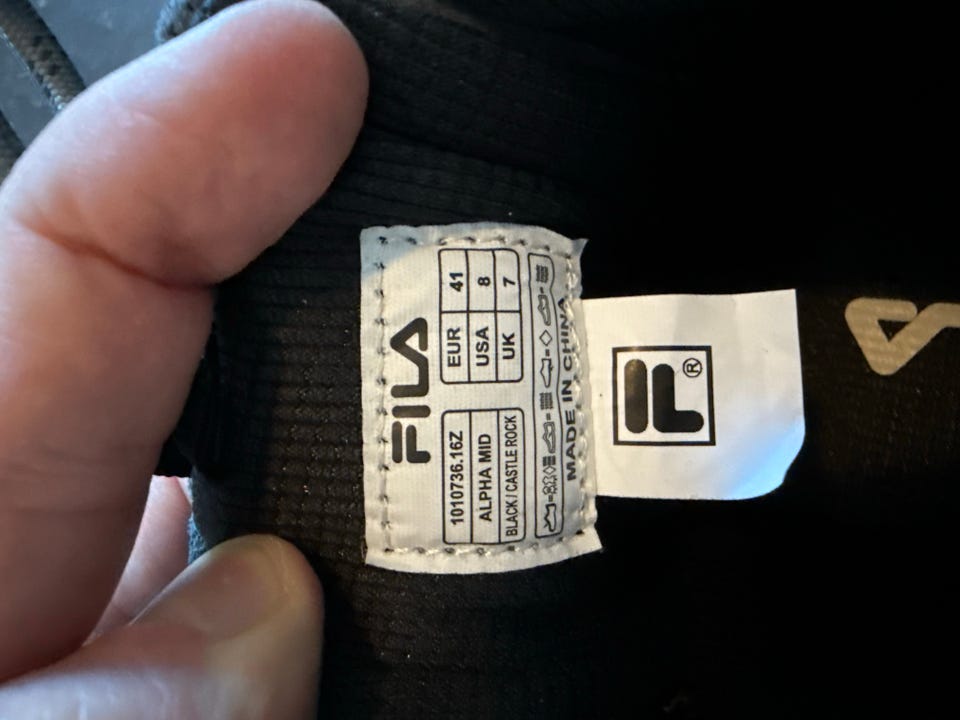 FILA
1010736.16Z
ALPHA MID
BLACK / CASTLE ROCK
EUR 41
USA 8
UK 7
MADE IN CHINA
F ®